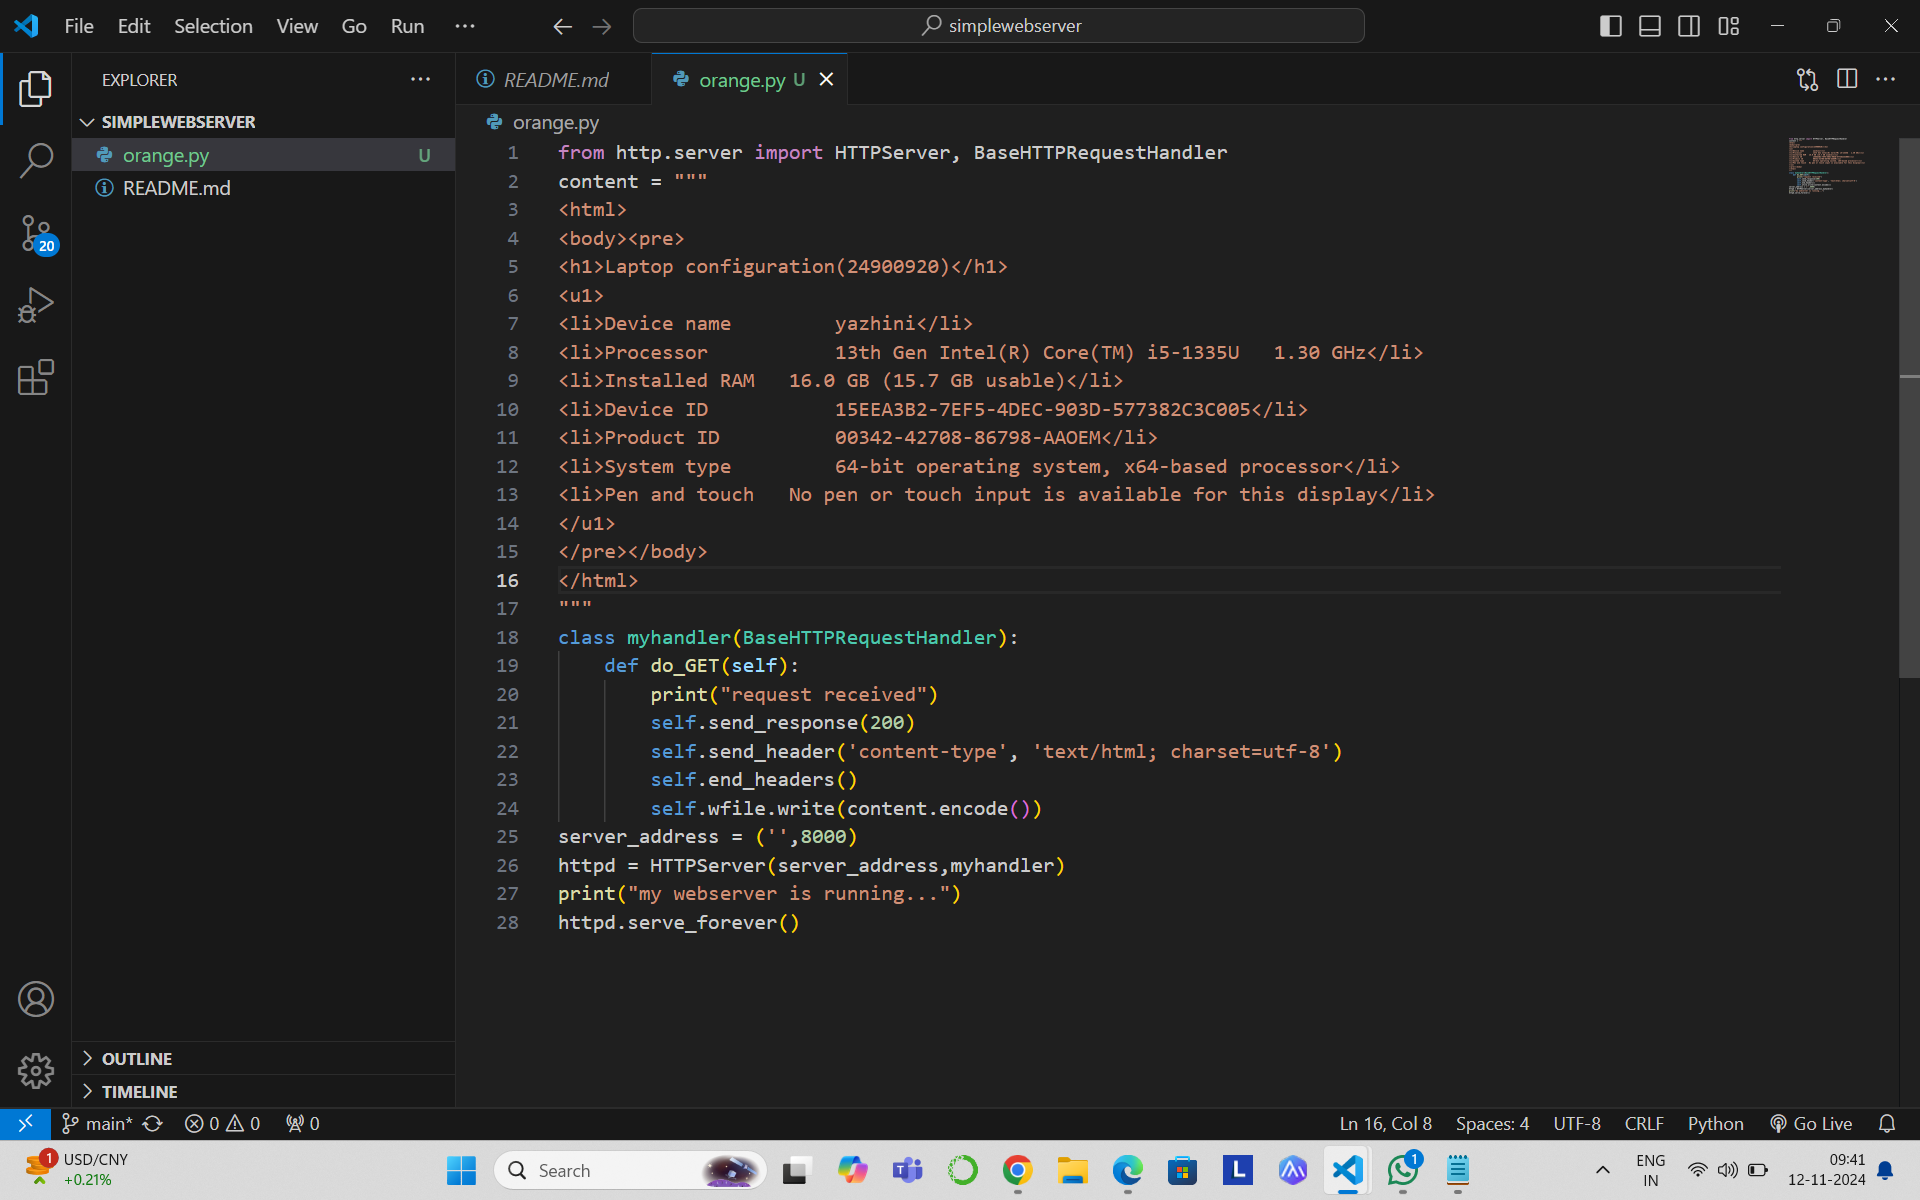 File Edit Selection View Go Run ···
simplewebserver
EXPLORER ···
README.md
orange.py U
SIMPLEWEBSERVER
orange.py U
README.md
20
orange.py
1 from http.server import HTTPServer, BaseHTTPRequestHandler
2 content = """
3 <html>
4 <body><pre>
5 <h1>Laptop configuration(24900920)</h1>
6 <u1>
7 <li>Device name yazhini</li>
8 <li>Processor 13th Gen Intel(R) Core(TM) i5-1335U 1.30 GHz</li>
9 <li>Installed RAM 16.0 GB (15.7 GB usable)</li>
10 <li>Device ID 15EEA3B2-7EF5-4DEC-903D-577382C3C005</li>
11 <li>Product ID 00342-42708-86798-AAOEM</li>
12 <li>System type 64-bit operating system, x64-based processor</li>
13 <li>Pen and touch No pen or touch input is available for this display</li>
14 </u1>
15 </pre></body>
16 </html>
17 """
18 class myhandler(BaseHTTPRequestHandler):
19 def do_GET(self):
20 print("request received")
21 self.send_response(200)
22 self.send_header('content-type', 'text/html; charset=utf-8')
23 self.end_headers()
24 self.wfile.write(content.encode())
25 server_address = ('',8000)
26 httpd = HTTPServer(server_address,myhandler)
27 print("my webserver is running...")
28 httpd.serve_forever()
OUTLINE
TIMELINE
main* 0 0 0
Ln 16, Col 8 Spaces: 4 UTF-8 CRLF Python Go Live
1 USD/CNY
+0.21%
Search
L
1
ENG
IN
09:41
12-11-2024